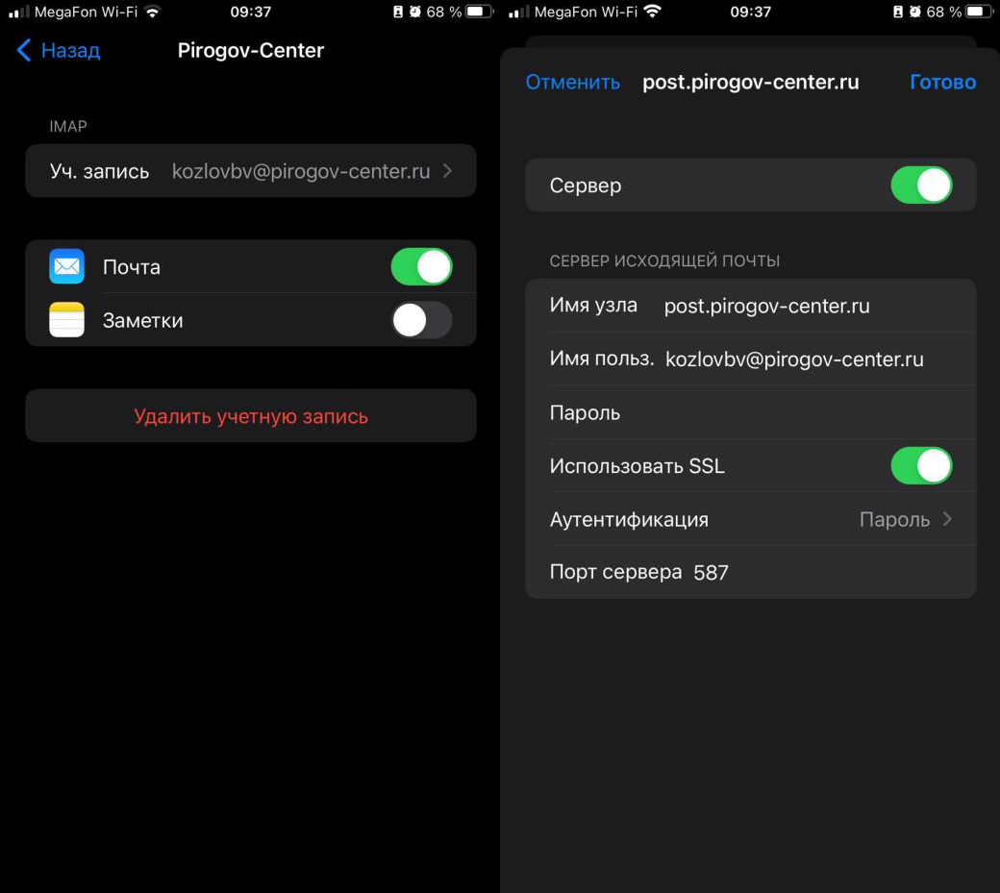 MegaFon Wi-Fi 09:37 68 %
Назад Pirogov-Center
IMAP
Уч. запись kozlovbv@pirogov-center.ru
Почта
Заметки
Удалить учетную запись
MegaFon Wi-Fi 09:37 68 %
Отменить post.pirogov-center.ru Готово
Сервер
СЕРВЕР ИСХОДЯЩЕЙ ПОЧТЫ
Имя узла post.pirogov-center.ru
Имя польз. kozlovbv@pirogov-center.ru
Пароль
Использовать SSL
Аутентификация Пароль
Порт сервера 587